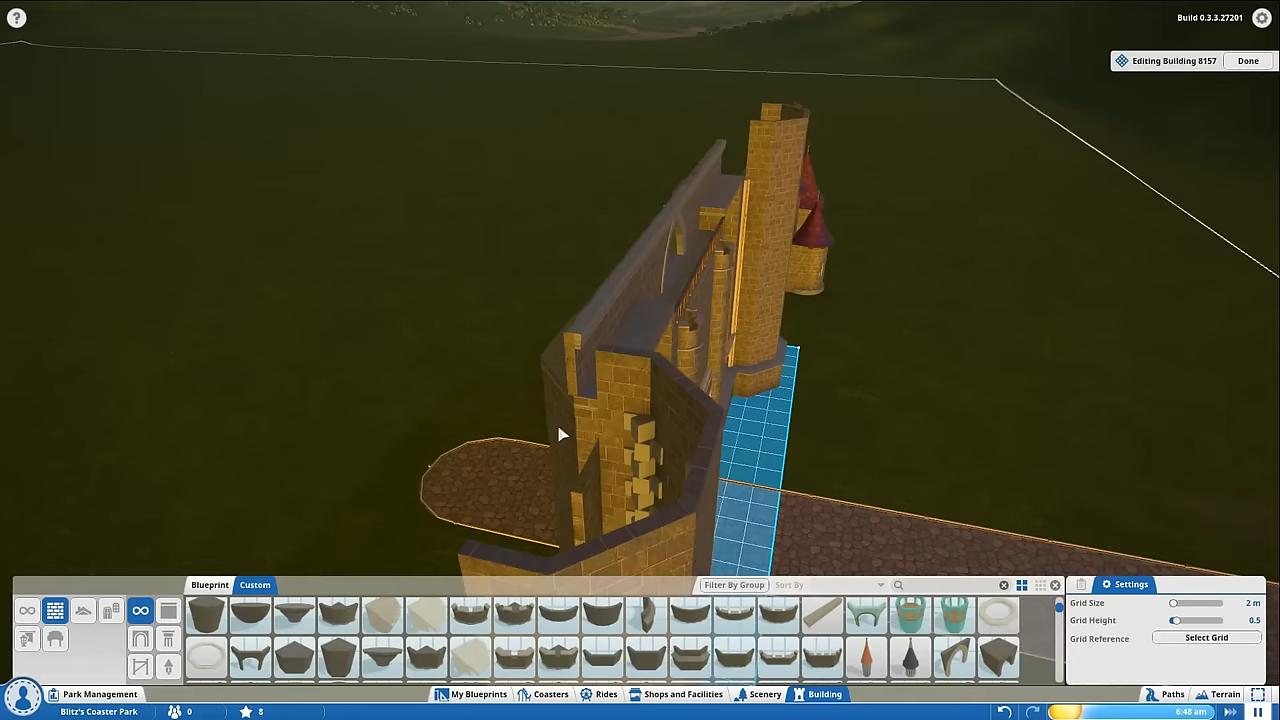 ?
Build 0.3.3.27201
Editing Building 8157
Done
Blueprint
Custom
Filter By Group
Sort By
Settings
Grid Size
2 m
Grid Height
0.5
Grid Reference
Select Grid
Park Management
My Blueprints
Coasters
Rides
Shops and Facilities
Scenery
Building
Paths
Terrain
Blitz's Coaster Park
0
8
6:48 am